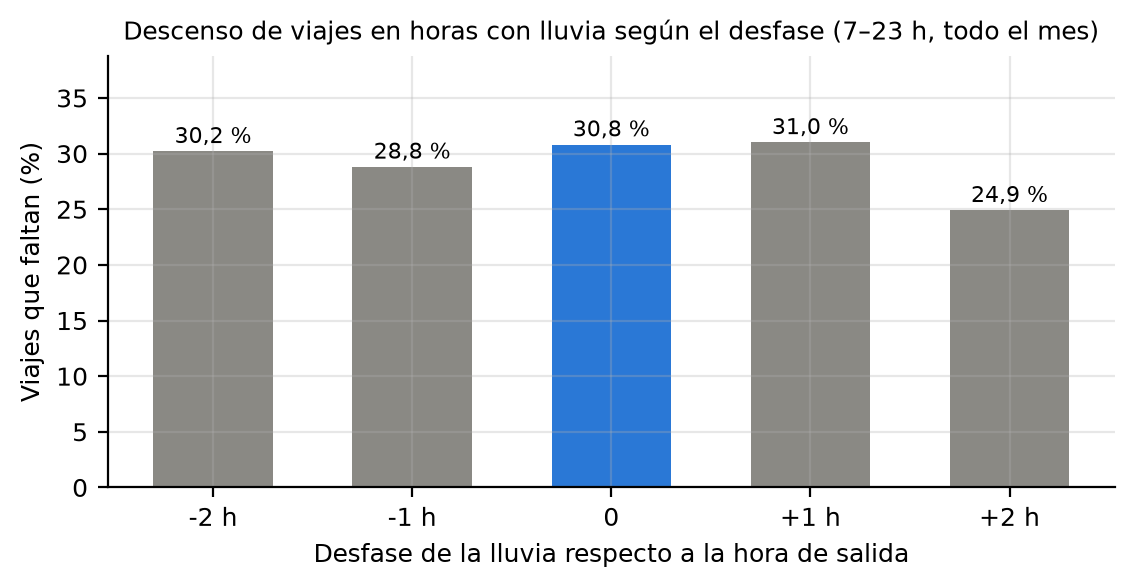 Descenso de viajes en horas con lluvia según el desfase (7–23 h, todo el mes)
Viajes que faltan (%)
35
30
25
20
15
10
5
0
30,2 %
28,8 %
30,8 %
31,0 %
24,9 %
-2 h
-1 h
0
+1 h
+2 h
Desfase de la lluvia respecto a la hora de salida